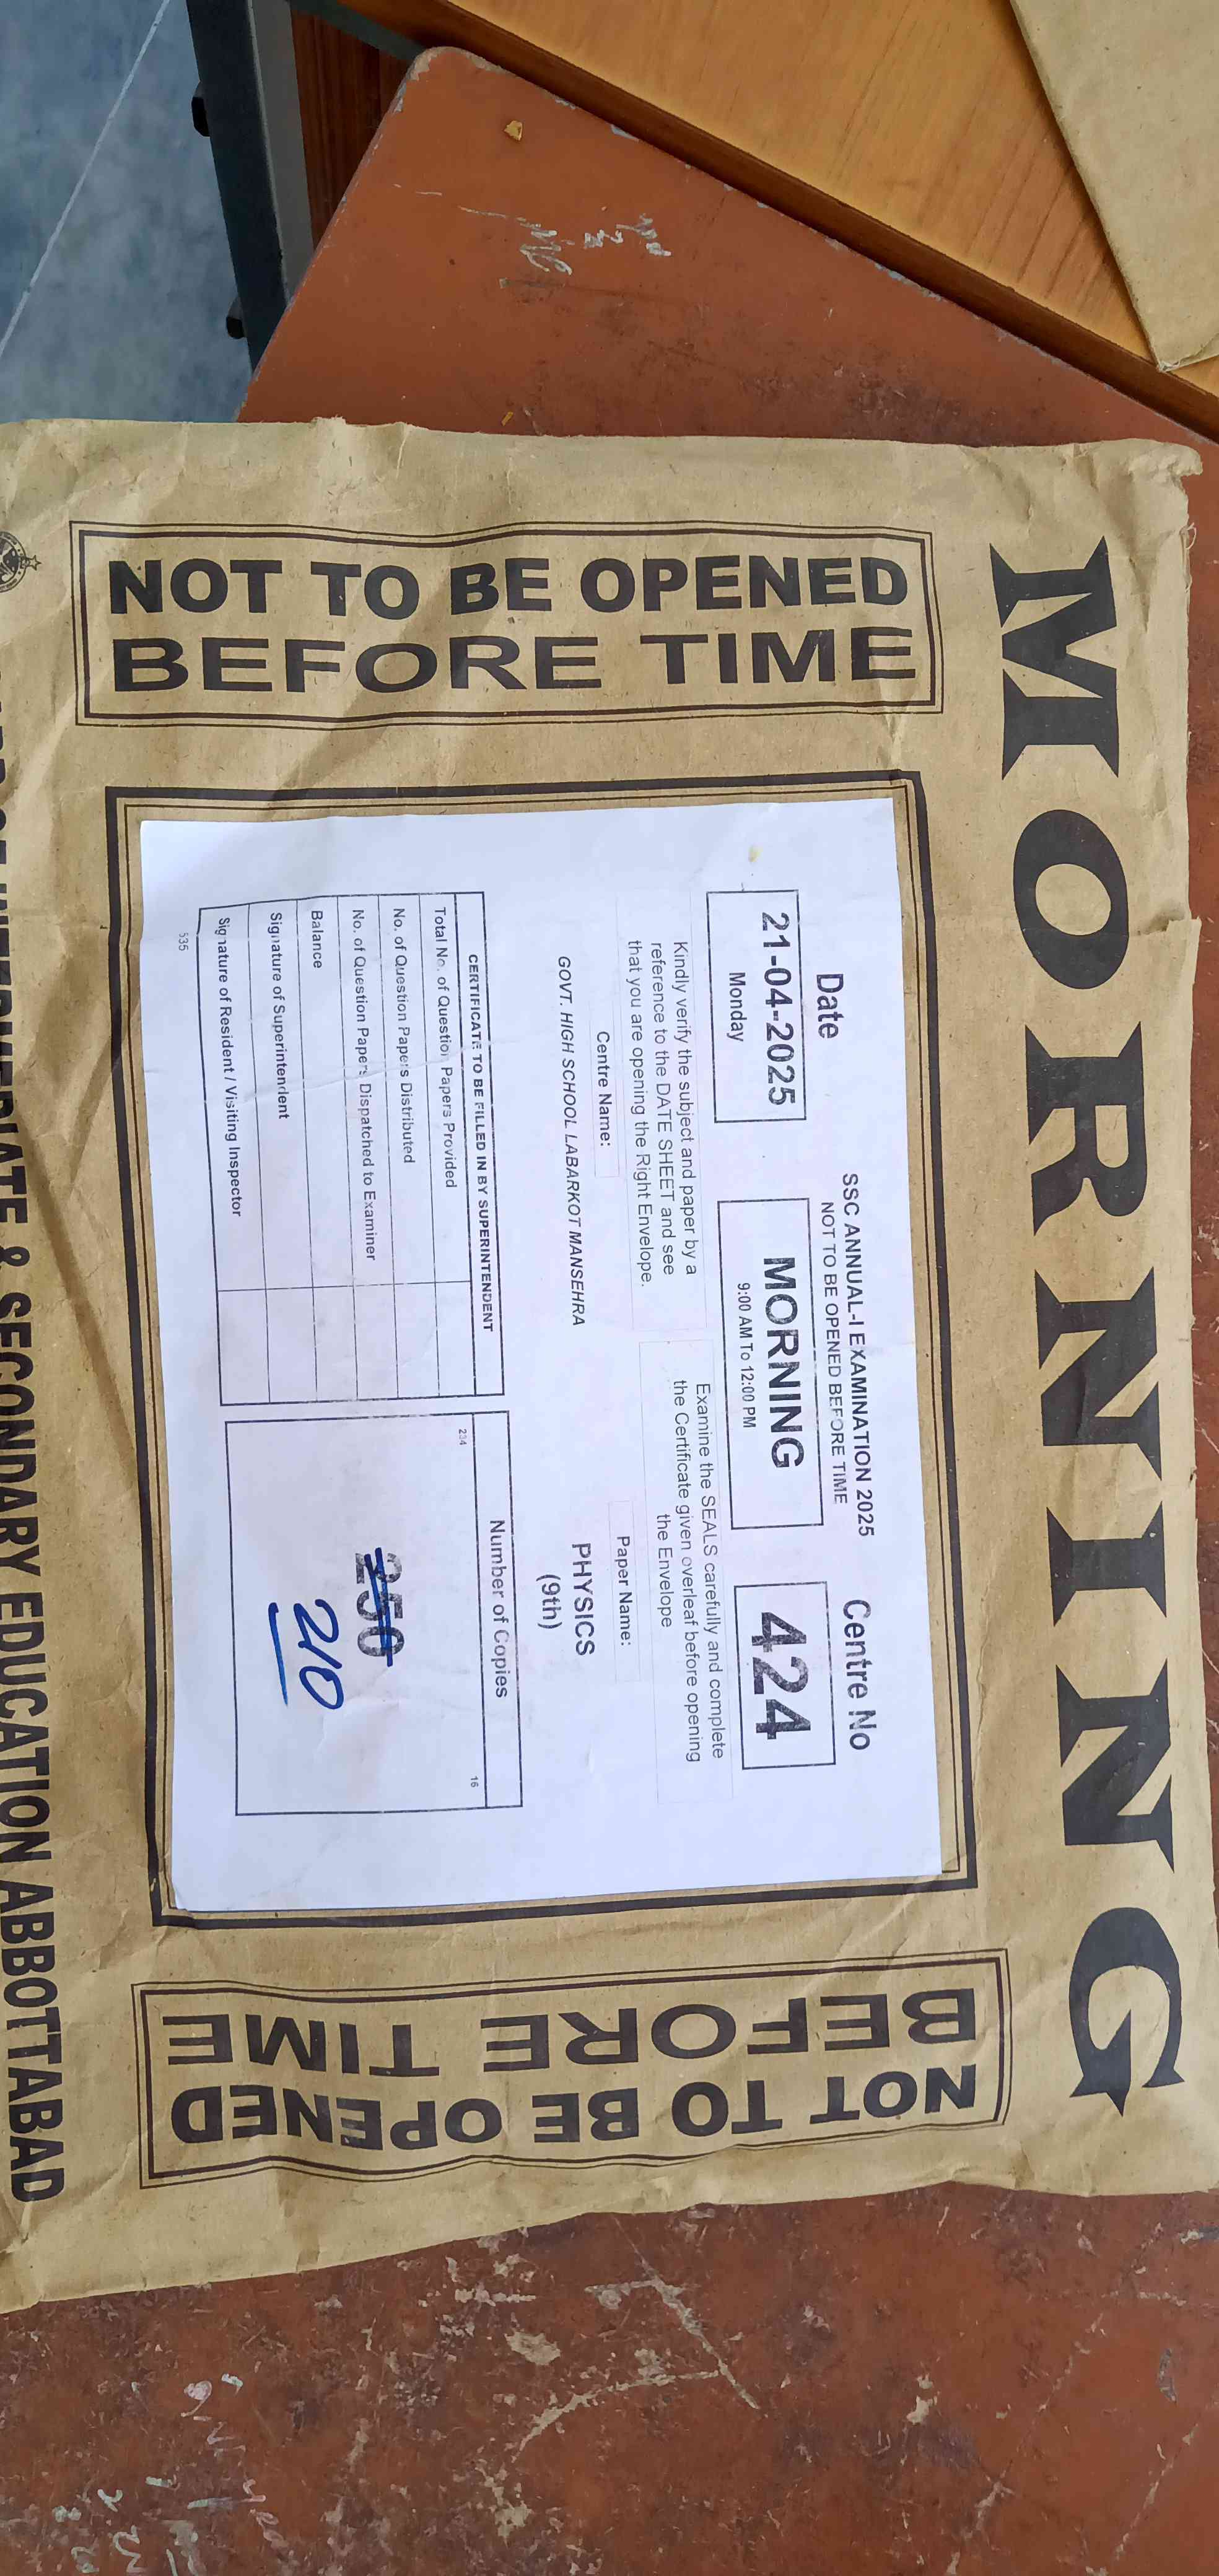 MORNING
NOT TO BE OPENED
BEFORE TIME
SSC ANNUAL-I EXAMINATION 2025
NOT TO BE OPENED BEFORE TIME
Date
21-04-2025
Monday
MORNING
9:00 AM To 12:00 PM
Centre No
424
Kindly verify the subject and paper by a
reference to the DATE SHEET and see
that you are opening the Right Envelope.
Examine the SEALS carefully and complete
the Certificate given overleaf before opening
the Envelope
Centre Name:
GOVT. HIGH SCHOOL LABARKOT MANSEHRA
Paper Name:
PHYSICS
(9th)
CERTIFICATE TO BE FILLED IN BY SUPERINTENDENT
Total No. of Question Papers Provided
No. of Question Papers Distributed
No. of Question Papers Dispatched to Examiner
Balance
Signature of Superintendent
Signature of Resident / Visiting Inspector
535
Number of Copies
234
16
250
210
NOT TO BE OPENED
BEFORE TIME
INTERMEDIATE & SECONDARY EDUCATION ABBOTTABAD